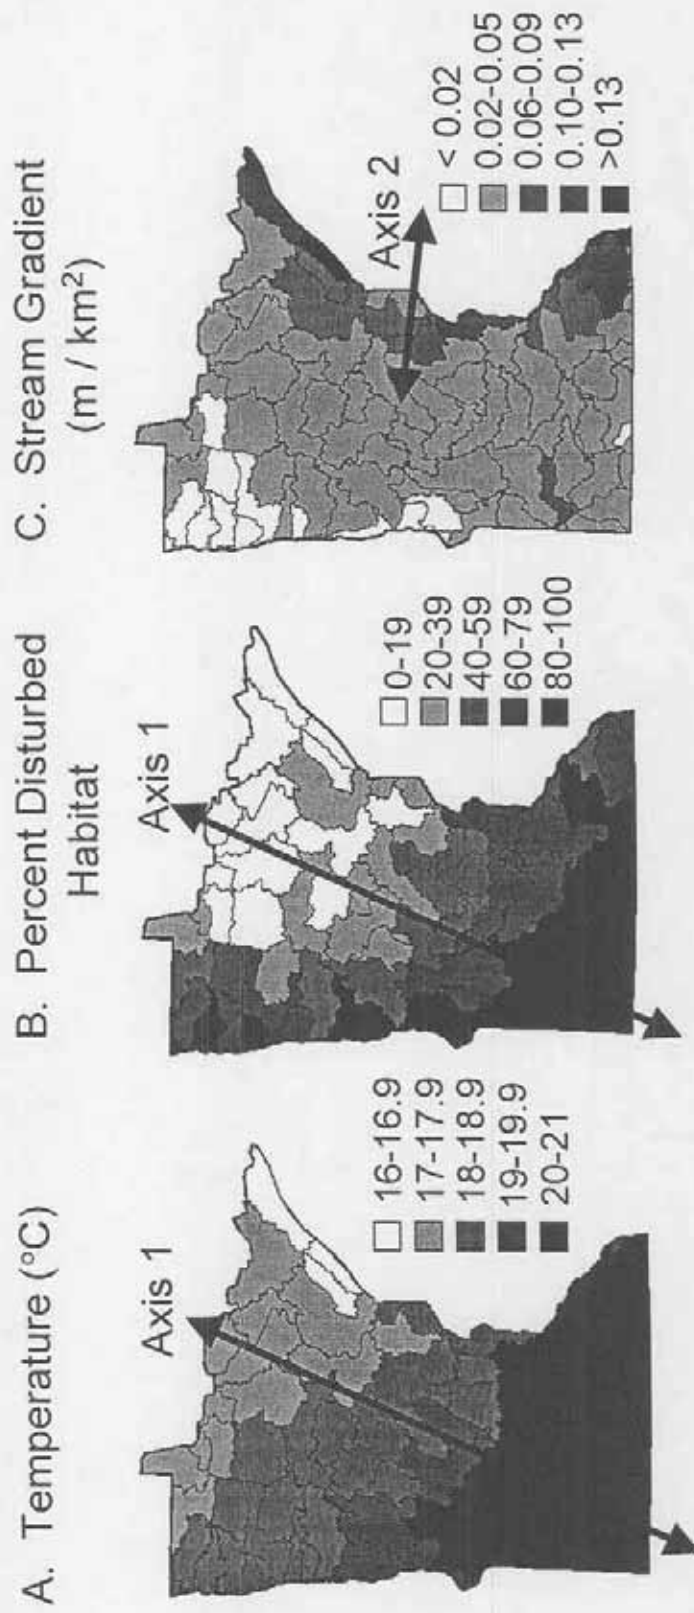 A. Temperature (°C)
Axis 1
16-16.9
17-17.9
18-18.9
19-19.9
20-21
B. Percent Disturbed
Habitat
Axis 1
0-19
20-39
40-59
60-79
80-100
C. Stream Gradient
(m / km²)
Axis 2
< 0.02
0.02-0.05
0.06-0.09
0.10-0.13
>0.13